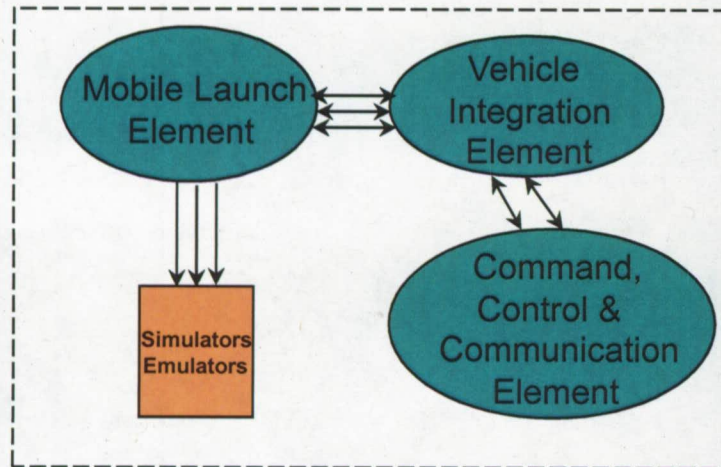 Mobile Launch
Element
Vehicle
Integration
Element
Simulators
Emulators
Command,
Control &
Communication
Element